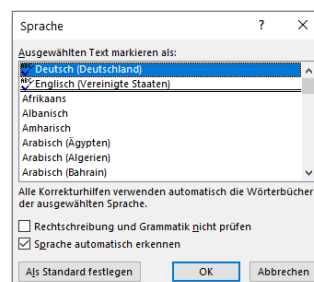 Sprache ? ×
Ausgewählten Text markieren als:
ABC Deutsch (Deutschland)
ABC Englisch (Vereinigte Staaten)
Afrikaans
Albanisch
Amharisch
Arabisch (Ägypten)
Arabisch (Algerien)
Arabisch (Bahrain)
Alle Korrekturhilfen verwenden automatisch die Wörterbücher
der ausgewählten Sprache.
Rechtschreibung und Grammatik nicht prüfen
Sprache automatisch erkennen
Als Standard festlegen OK Abbrechen